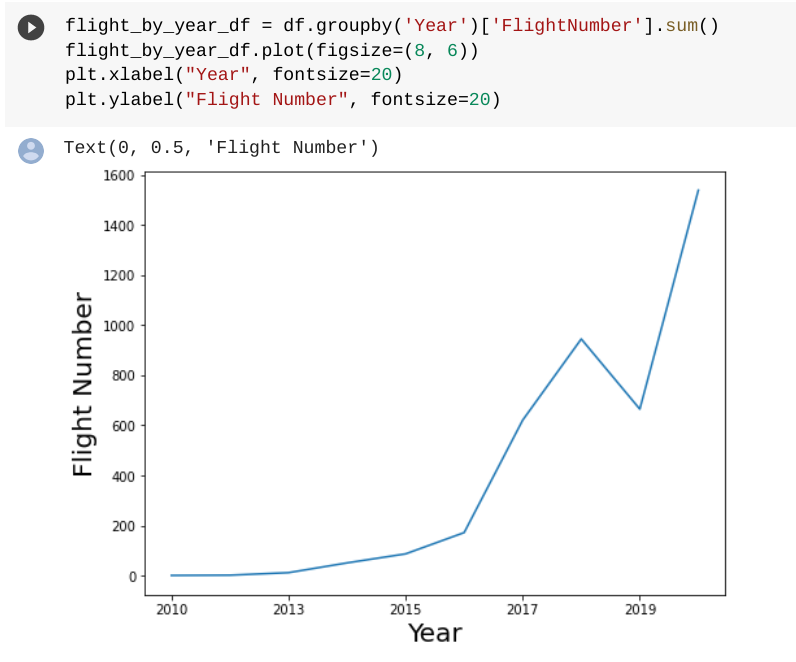 flight_by_year_df = df.groupby('Year')['FlightNumber'].sum()
flight_by_year_df.plot(figsize=(8, 6))
plt.xlabel("Year", fontsize=20)
plt.ylabel("Flight Number", fontsize=20)
Text(0, 0.5, 'Flight Number')
1600
1400
1200
1000
800
600
400
200
0
Flight Number
2010 2013 2015 2017 2019
Year